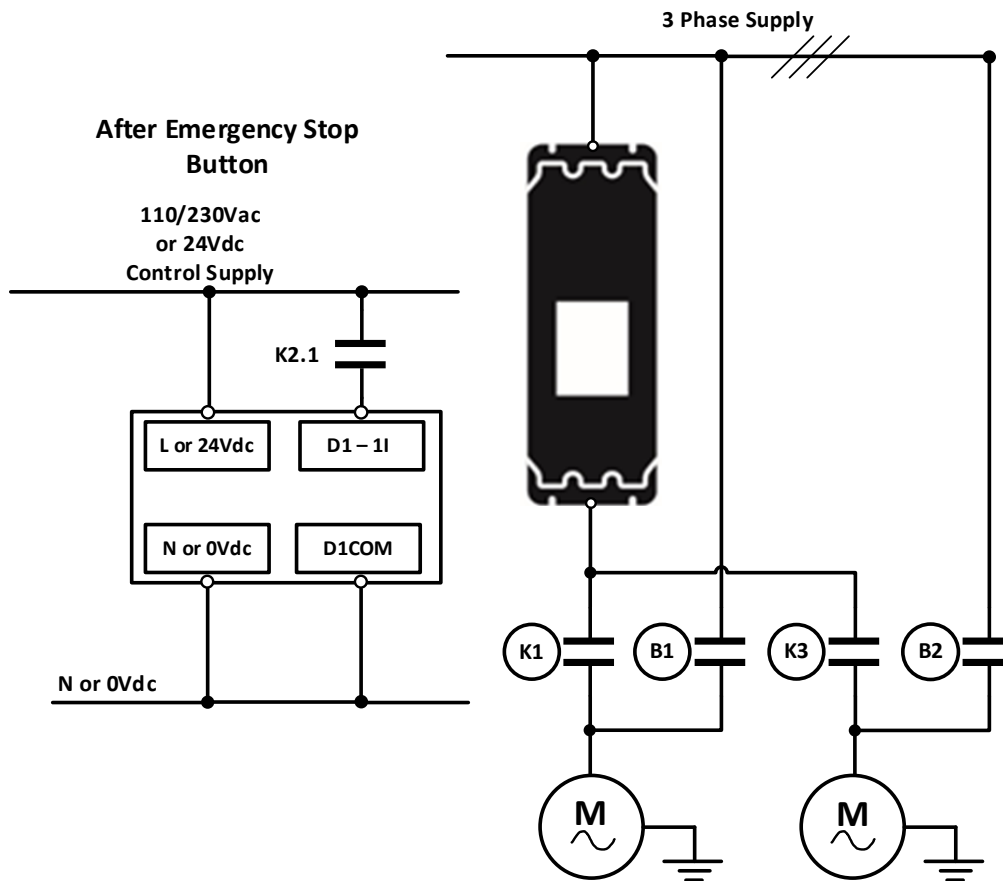 3 Phase Supply
After Emergency Stop
Button
110/230Vac
or 24Vdc
Control Supply
K2.1
L or 24Vdc
D1 – 1I
N or 0Vdc
D1COM
N or 0Vdc
K1
B1
K3
B2
M
M